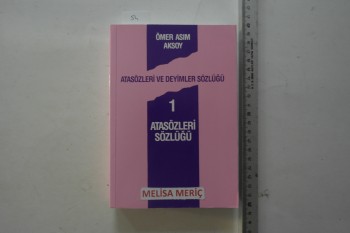 ÖMER ASIM
AKSOY
ATASÖZLERİ VE DEYİMLER SÖZLÜĞÜ
1
ATASÖZLERİ
SÖZLÜĞÜ
MELİSA MERİÇ